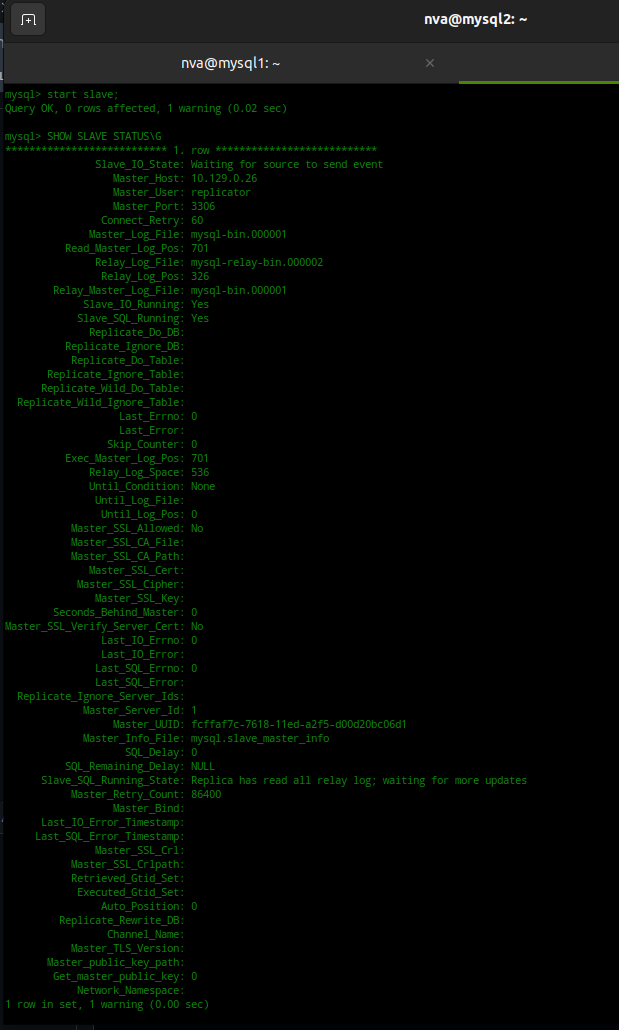 nva@mysql2: ~
nva@mysql1: ~
mysql> start slave;
Query OK, 0 rows affected, 1 warning (0.02 sec)
mysql> SHOW SLAVE STATUS\G
*************************** 1. row ***************************
Slave_IO_State: Waiting for source to send event
Master_Host: 10.129.0.26
Master_User: replicator
Master_Port: 3306
Connect_Retry: 60
Master_Log_File: mysql-bin.000001
Read_Master_Log_Pos: 701
Relay_Log_File: mysql-relay-bin.000002
Relay_Log_Pos: 326
Relay_Master_Log_File: mysql-bin.000001
Slave_IO_Running: Yes
Slave_SQL_Running: Yes
Replicate_Do_DB:
Replicate_Ignore_DB:
Replicate_Do_Table:
Replicate_Ignore_Table:
Replicate_Wild_Do_Table:
Replicate_Wild_Ignore_Table:
Last_Errno: 0
Last_Error:
Skip_Counter: 0
Exec_Master_Log_Pos: 701
Relay_Log_Space: 536
Until_Condition: None
Until_Log_File:
Until_Log_Pos: 0
Master_SSL_Allowed: No
Master_SSL_CA_File:
Master_SSL_CA_Path:
Master_SSL_Cert:
Master_SSL_Cipher:
Master_SSL_Key:
Seconds_Behind_Master: 0
Master_SSL_Verify_Server_Cert: No
Last_IO_Errno: 0
Last_IO_Error:
Last_SQL_Errno: 0
Last_SQL_Error:
Replicate_Ignore_Server_Ids:
Master_Server_Id: 1
Master_UUID: fcffaf7c-7618-11ed-a2f5-d00d20bc06d1
Master_Info_File: mysql.slave_master_info
SQL_Delay: 0
SQL_Remaining_Delay: NULL
Slave_SQL_Running_State: Replica has read all relay log; waiting for more updates
Master_Retry_Count: 86400
Master_Bind:
Last_IO_Error_Timestamp:
Last_SQL_Error_Timestamp:
Master_SSL_Crl:
Master_SSL_Crlpath:
Retrieved_Gtid_Set:
Executed_Gtid_Set:
Auto_Position: 0
Replicate_Rewrite_DB:
Channel_Name:
Master_TLS_Version:
Master_public_key_path:
Get_master_public_key: 0
Network_Namespace:
1 row in set, 1 warning (0.00 sec)